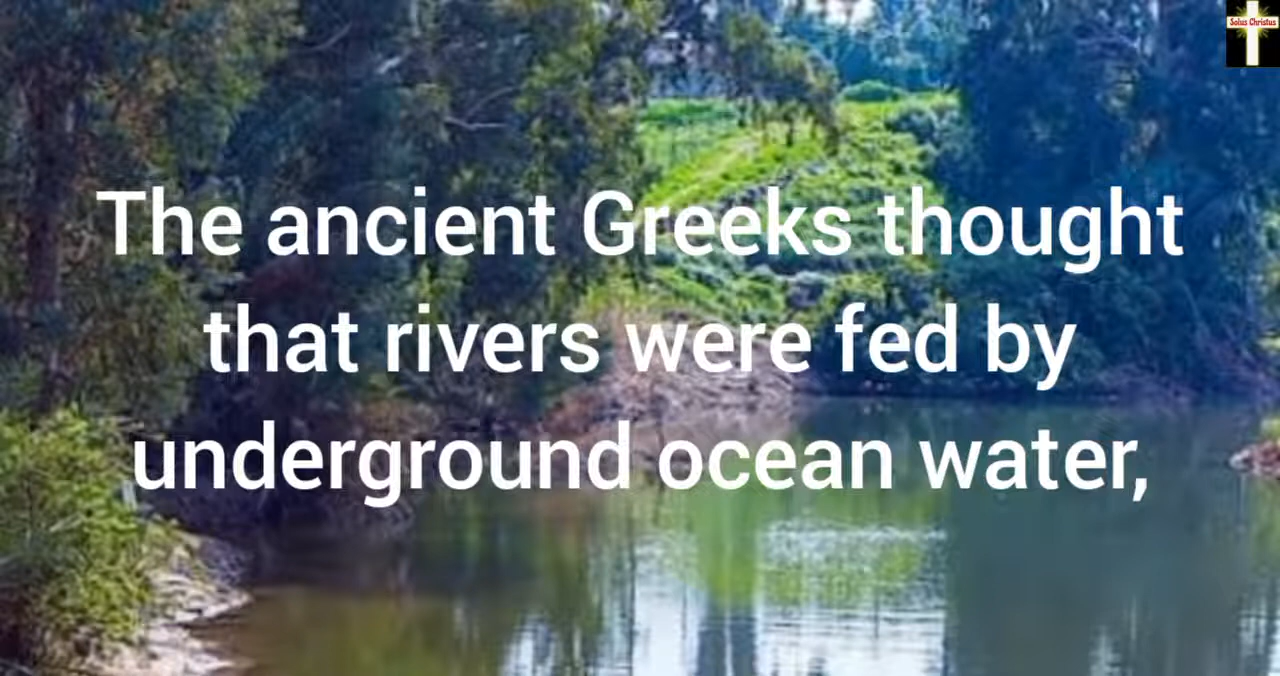 Solus Christus
The ancient Greeks thought
that rivers were fed by
underground ocean water,